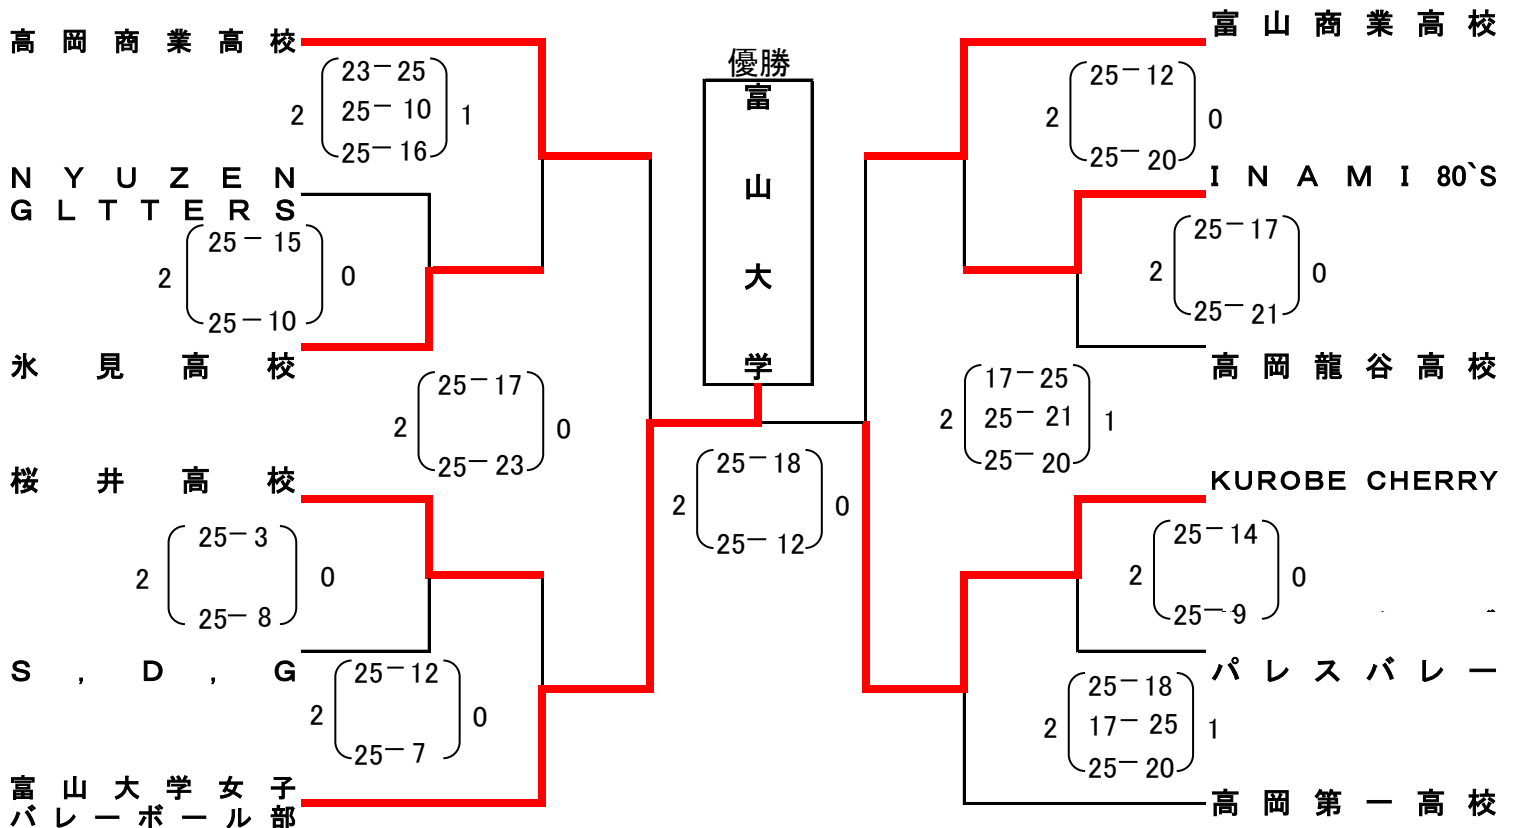 高岡商業高校
富山商業高校
優勝
富山大学
23－25
2 25－10 1
25－16
25－12
2 0
25－20
NYUZEN
GLTTERS
INAMI 80`S
25－15
2 0
25－10
25－17
2 0
25－21
氷見高校
高岡龍谷高校
25－17
2 0
25－23
17－25
2 25－21 1
25－20
桜井高校
KUROBE CHERRY
25－18
2 0
25－12
25－3
2 0
25－8
25－14
2 0
25－9
S,D,G
パレスバレー
25－12
2 0
25－7
25－18
2 17－25 1
25－20
富山大学女子
バレーボール部
高岡第一高校